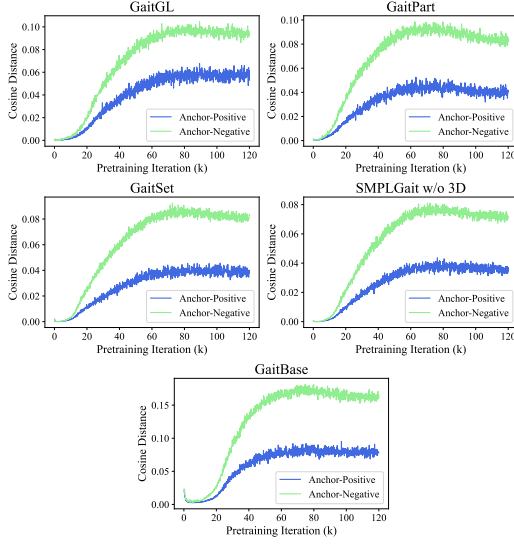 GaitGL
Cosine Distance
0.10
0.08
0.06
0.04
0.02
0.00
Anchor-Positive
Anchor-Negative
0 20 40 60 80 100 120
Pretraining Iteration (k)
GaitPart
Cosine Distance
0.10
0.08
0.06
0.04
0.02
0.00
Anchor-Positive
Anchor-Negative
0 20 40 60 80 100 120
Pretraining Iteration (k)
GaitSet
Cosine Distance
0.08
0.06
0.04
0.02
0.00
Anchor-Positive
Anchor-Negative
0 20 40 60 80 100 120
Pretraining Iteration (k)
SMPLGait w/o 3D
Cosine Distance
0.08
0.06
0.04
0.02
0.00
Anchor-Positive
Anchor-Negative
0 20 40 60 80 100 120
Pretraining Iteration (k)
GaitBase
Cosine Distance
0.15
0.10
0.05
0.00
Anchor-Positive
Anchor-Negative
0 20 40 60 80 100 120
Pretraining Iteration (k)